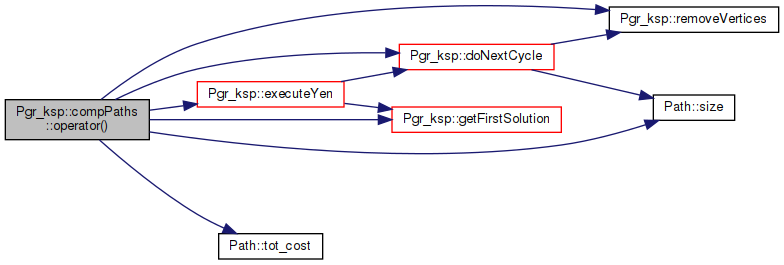 Pgr_ksp::removeVertices
Pgr_ksp::doNextCycle
Pgr_ksp::executeYen
Path::size
Pgr_ksp::compPaths
::operator()
Pgr_ksp::getFirstSolution
Path::tot_cost